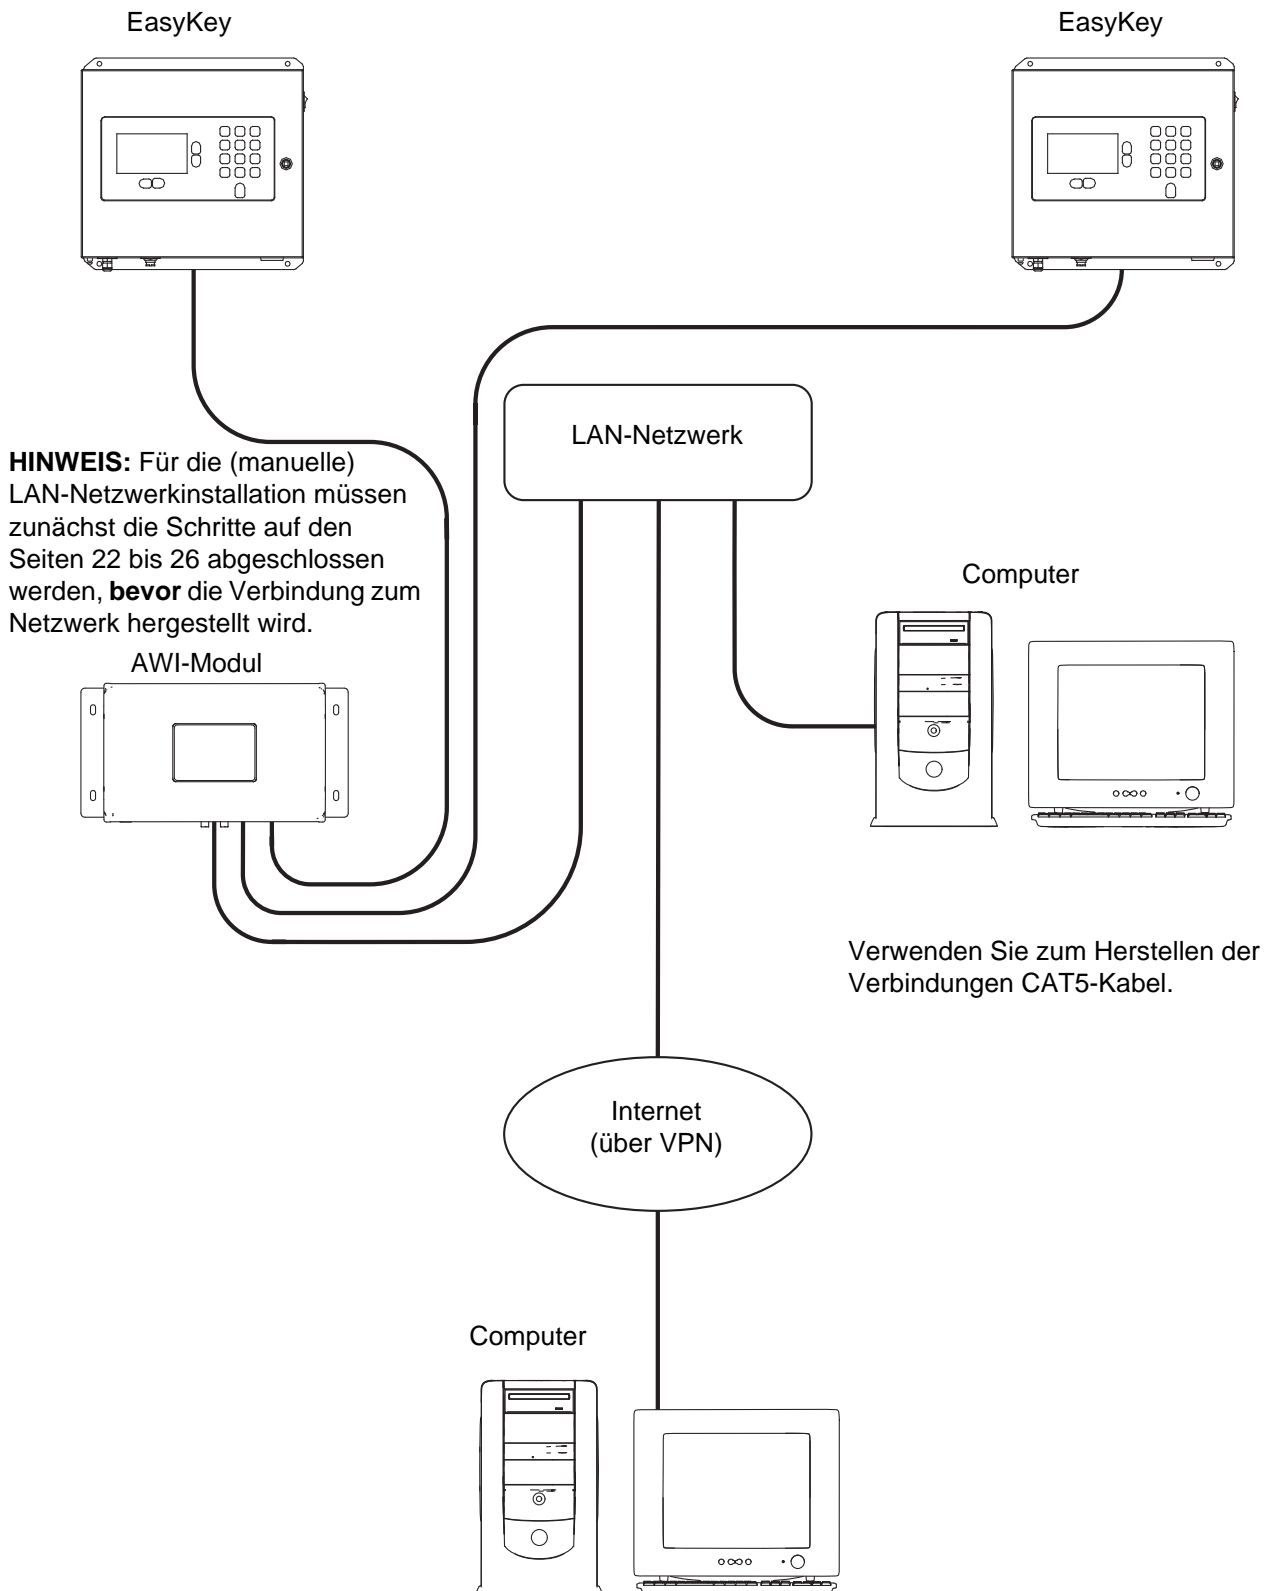 EasyKey
EasyKey
LAN-Netzwerk
HINWEIS: Für die (manuelle)
LAN-Netzwerkinstallation müssen
zunächst die Schritte auf den
Seiten 22 bis 26 abgeschlossen
werden, bevor die Verbindung zum
Netzwerk hergestellt wird.
Computer
AWI-Modul
Verwenden Sie zum Herstellen der
Verbindungen CAT5-Kabel.
Internet
(über VPN)
Computer